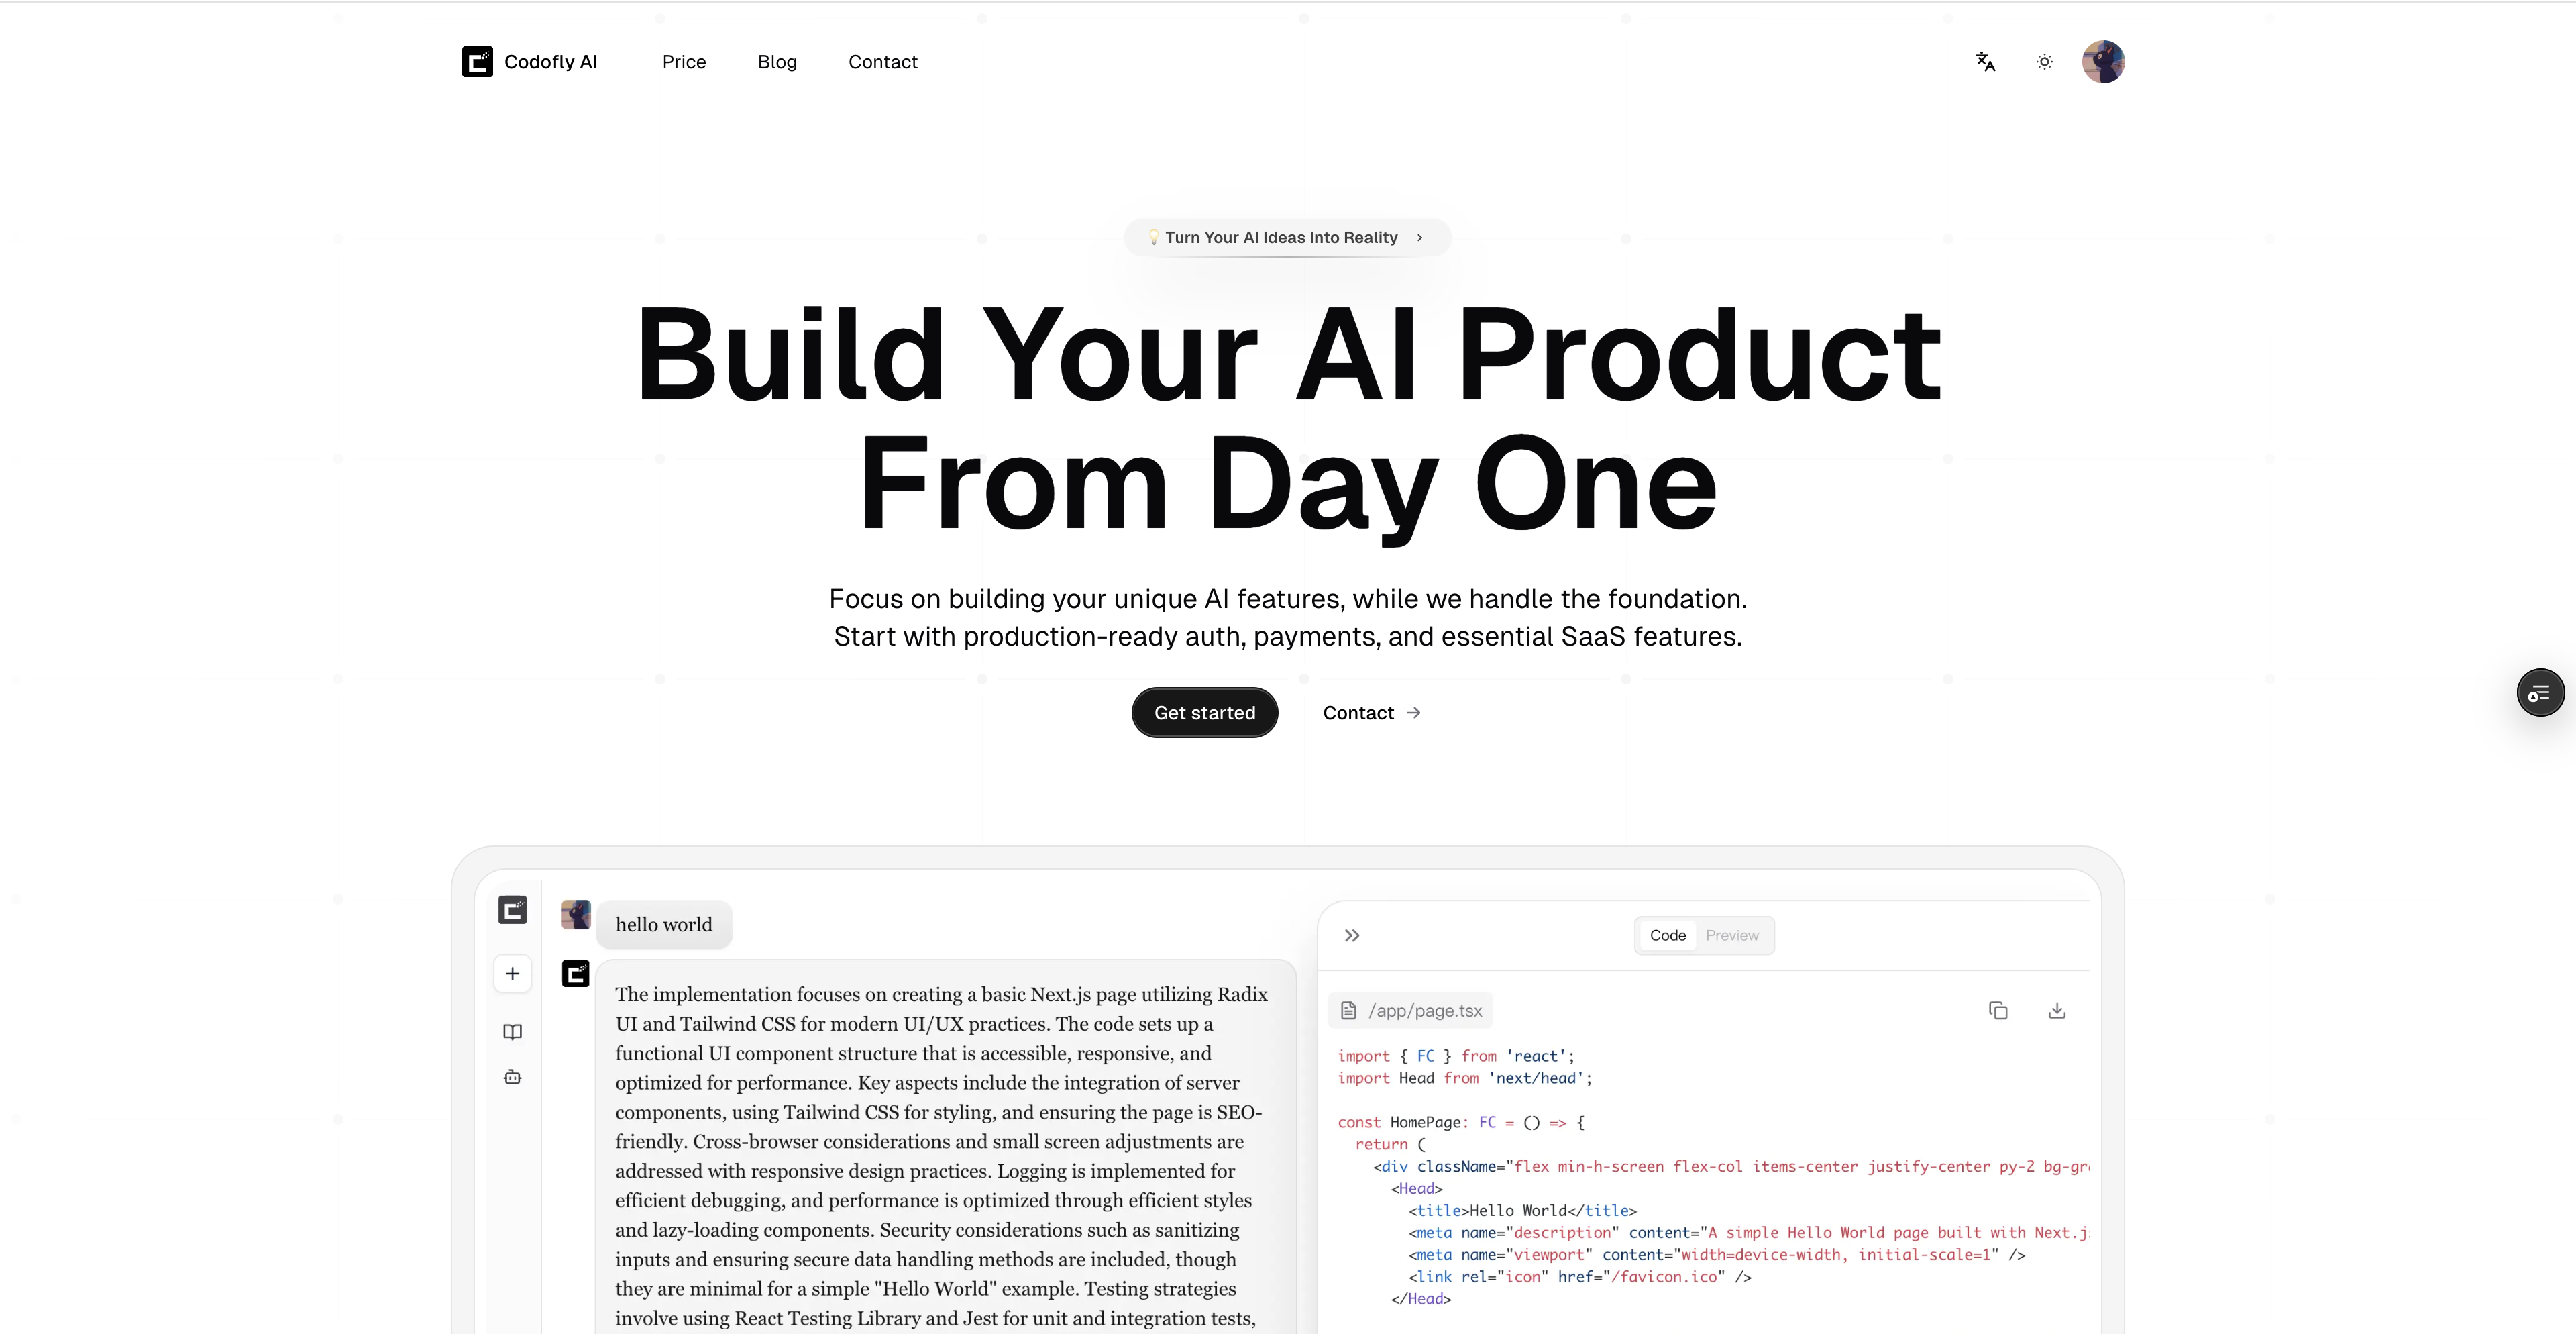 Codofly AI
Price
Blog
Contact
💡 Turn Your AI Ideas Into Reality
Build Your AI Product
From Day One
Focus on building your unique AI features, while we handle the foundation.
Start with production-ready auth, payments, and essential SaaS features.
Get started
Contact →
hello world
The implementation focuses on creating a basic Next.js page utilizing Radix
UI and Tailwind CSS for modern UI/UX practices. The code sets up a
functional UI component structure that is accessible, responsive, and
optimized for performance. Key aspects include the integration of server
components, using Tailwind CSS for styling, and ensuring the page is SEO-
friendly. Cross-browser considerations and small screen adjustments are
addressed with responsive design practices. Logging is implemented for
efficient debugging, and performance is optimized through efficient styles
and lazy-loading components. Security considerations such as sanitizing
inputs and ensuring secure data handling methods are included, though
they are minimal for a simple "Hello World" example. Testing strategies
involve using React Testing Library and Jest for unit and integration tests,
Code
Preview
/app/page.tsx
import { FC } from 'react';
import Head from 'next/head';
const HomePage: FC = () => {
return (
<div className="flex min-h-screen flex-col items-center justify-center py-2
<Head>
<title>Hello World</title>
<meta name="description" content="A simple Hello World page built with
<meta name="viewport" content="width=device-width, initial-scale=1" />
<link rel="icon" href="/favicon.ico" />
</Head>